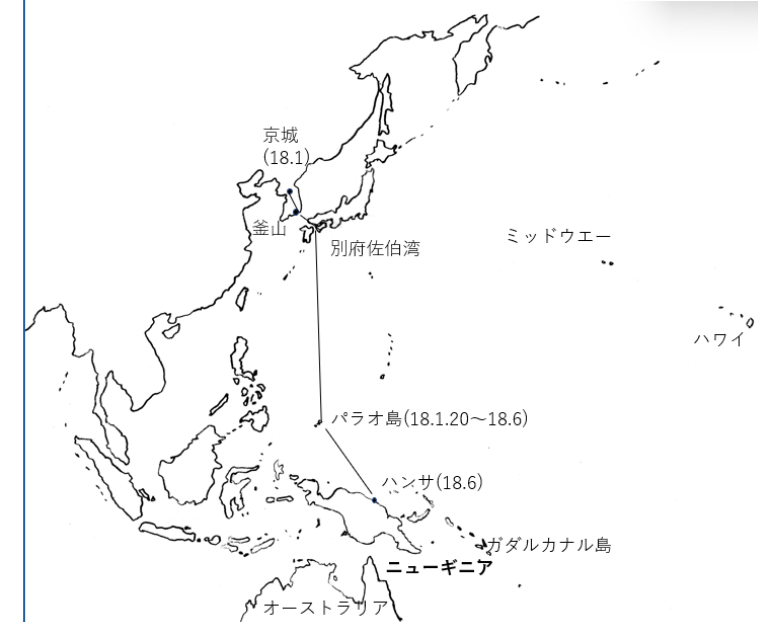 京城
(18.1)
釜山
別府佐伯湾
ミッドウエー
ハワイ
パラオ島(18.1.20～18.6)
ハンサ(18.6)
ガダルカナル島
ニューギニア
オーストラリア